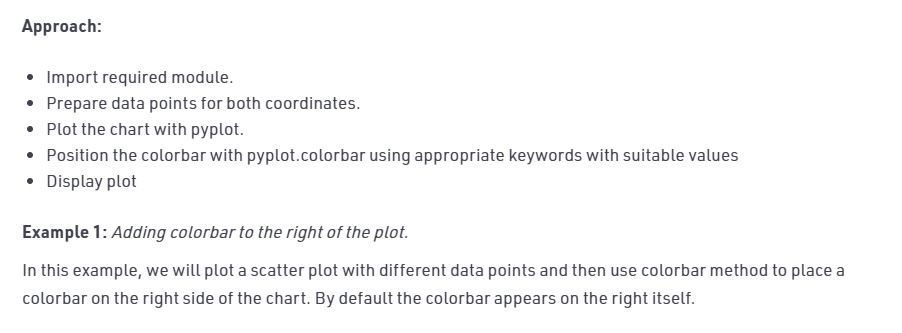 Approach:
• Import required module.
• Prepare data points for both coordinates.
• Plot the chart with pyplot.
• Position the colorbar with pyplot.colorbar using appropriate keywords with suitable values
• Display plot
Example 1: Adding colorbar to the right of the plot.
In this example, we will plot a scatter plot with different data points and then use colorbar method to place a
colorbar on the right side of the chart. By default the colorbar appears on the right itself.